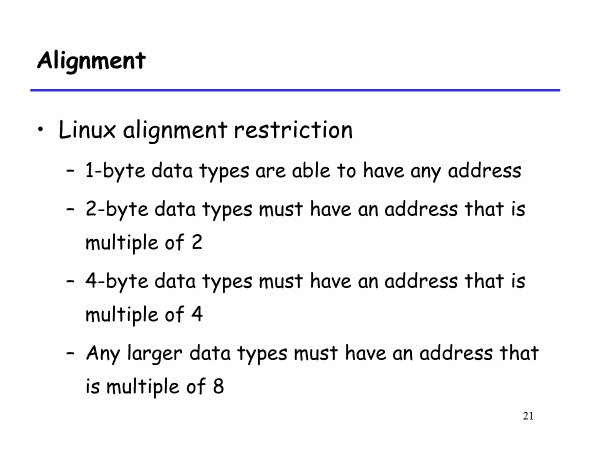 Alignment
• Linux alignment restriction
– 1-byte data types are able to have any address
– 2-byte data types must have an address that is
multiple of 2
– 4-byte data types must have an address that is
multiple of 4
– Any larger data types must have an address that
is multiple of 8
21